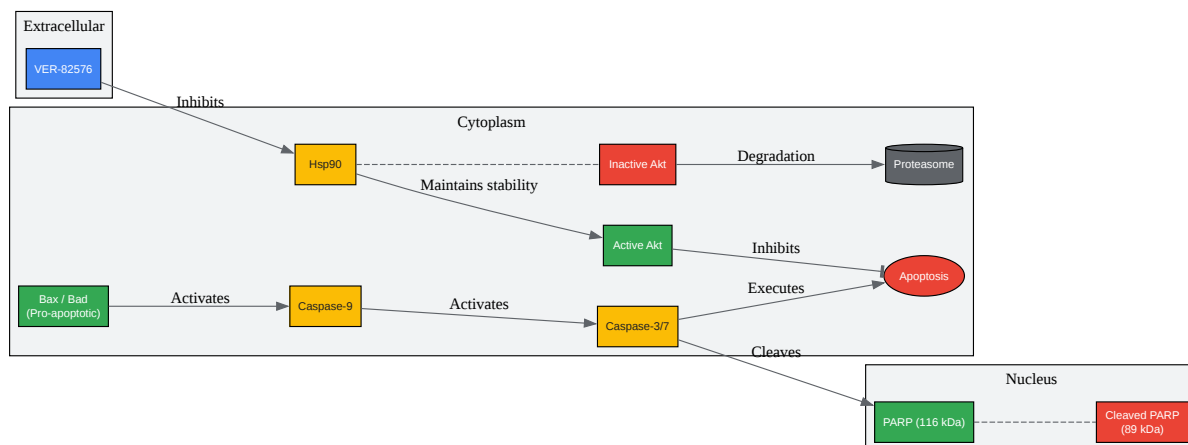 Extracellular
VER-82576
Inhibits
Cytoplasm
Hsp90
Inactive Akt
Degradation
Proteasome
Maintains stability
Active Akt
Inhibits
Apoptosis
Bax / Bad
(Pro-apoptotic)
Activates
Caspase-9
Activates
Caspase-3/7
Executes
Cleaves
Nucleus
PARP (116 kDa)
Cleaved PARP
(89 kDa)